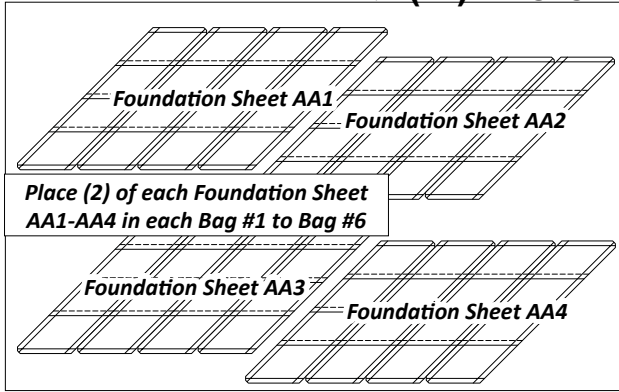 Foundation Sheet AA1
Foundation Sheet AA2
Place (2) of each Foundation Sheet
AA1-AA4 in each Bag #1 to Bag #6
Foundation Sheet AA3
Foundation Sheet AA4